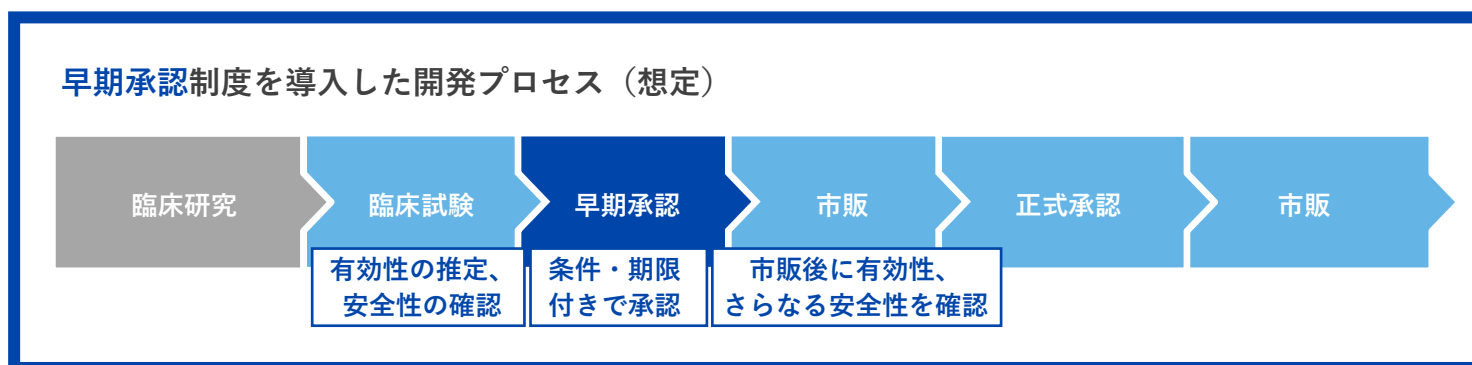 早期承認制度を導入した開発プロセス（想定）
臨床研究
臨床試験
早期承認
市販
正式承認
市販
有効性の推定、
安全性の確認
条件・期限
付きで承認
市販後に有効性、
さらなる安全性を確認